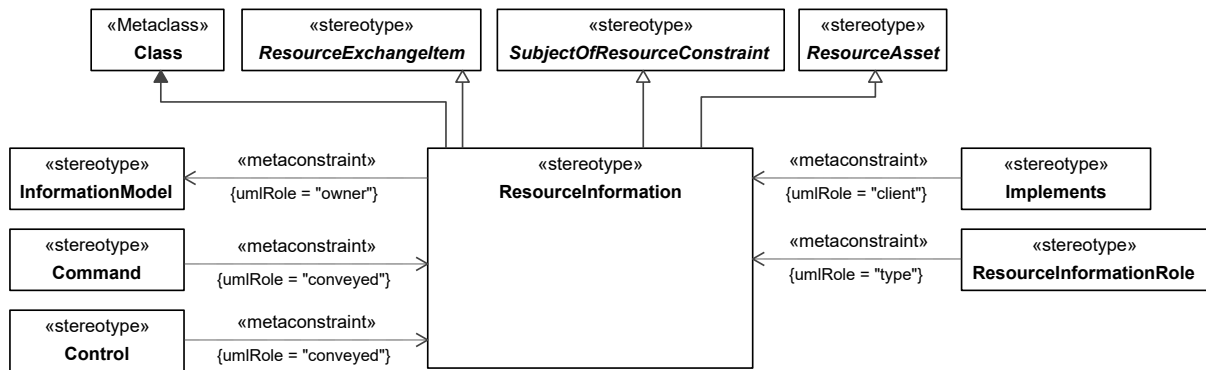 «Metaclass»
Class
«stereotype»
ResourceExchangeItem
«stereotype»
SubjectOfResourceConstraint
«stereotype»
ResourceAsset
«stereotype»
InformationModel
«metaconstraint»
{umlRole = "owner"}
«stereotype»
ResourceInformation
«metaconstraint»
{umlRole = "client"}
«stereotype»
Implements
«stereotype»
Command
«metaconstraint»
{umlRole = "conveyed"}
«metaconstraint»
{umlRole = "type"}
«stereotype»
ResourceInformationRole
«stereotype»
Control
«metaconstraint»
{umlRole = "conveyed"}